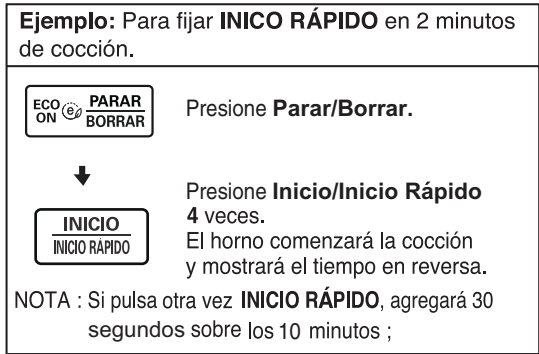 Ejemplo: Para fijar INICO RÁPIDO en 2 minutos
de cocción.
ECO ON e PARAR
BORRAR
Presione Parar/Borrar.
INICIO
INICIO RÁPIDO
Presione Inicio/Inicio Rápido
4 veces.
El horno comenzará la cocción
y mostrará el tiempo en reversa.
NOTA : Si pulsa otra vez INICIO RÁPIDO, agregará 30
segundos sobre los 10 minutos ;